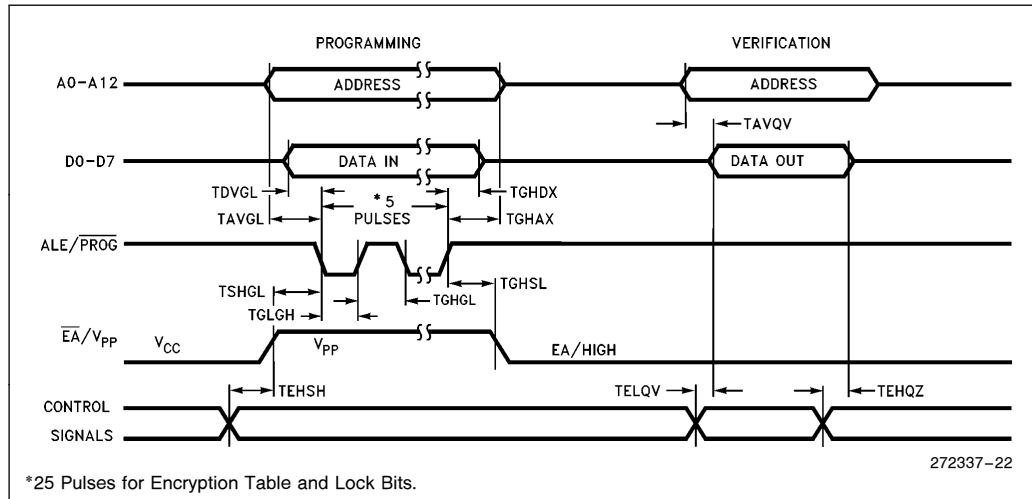 PROGRAMMING VERIFICATION
A0-A12 ADDRESS ADDRESS
TAVQV
D0-D7 DATA IN DATA OUT
TDVGL *5 TGHDX
TAVGL PULSES TGHAX
ALE/PROG
TSHGL TGHSL
TGLGH TGHGL
EA/VPP VCC VPP EA/HIGH
TEHSH TELQV TEHQZ
CONTROL
SIGNALS
272337-22
*25 Pulses for Encryption Table and Lock Bits.